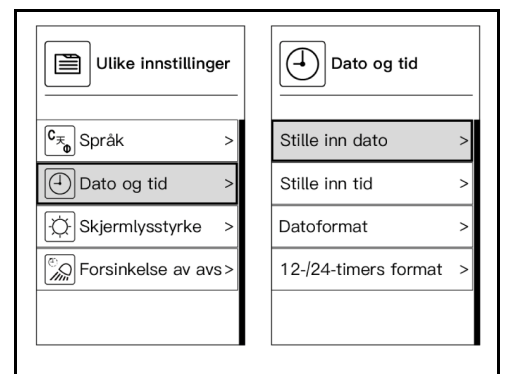 Ulike innstillinger
Språk >
Dato og tid >
Skjermlysstyrke >
Forsinkelse av avs >
Dato og tid
Stille inn dato >
Stille inn tid >
Datoformat >
12-/24-timers format >